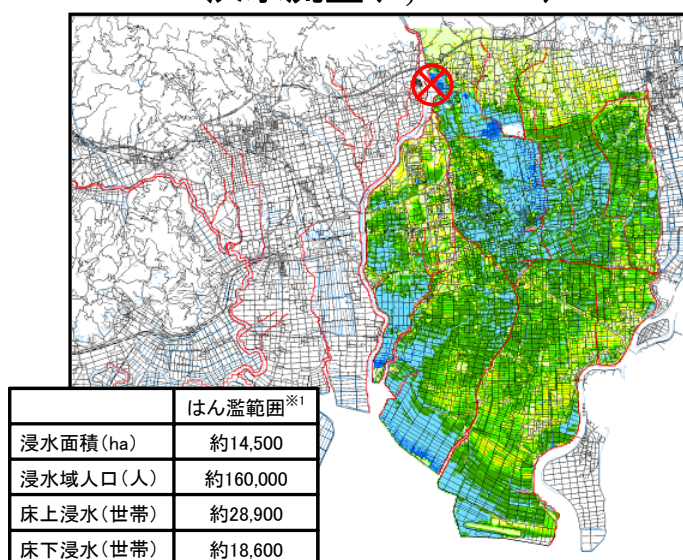 はん濫範囲※1
浸水面積(ha) 約14,500
浸水域人口(人) 約160,000
床上浸水(世帯) 約28,900
床下浸水(世帯) 約18,600